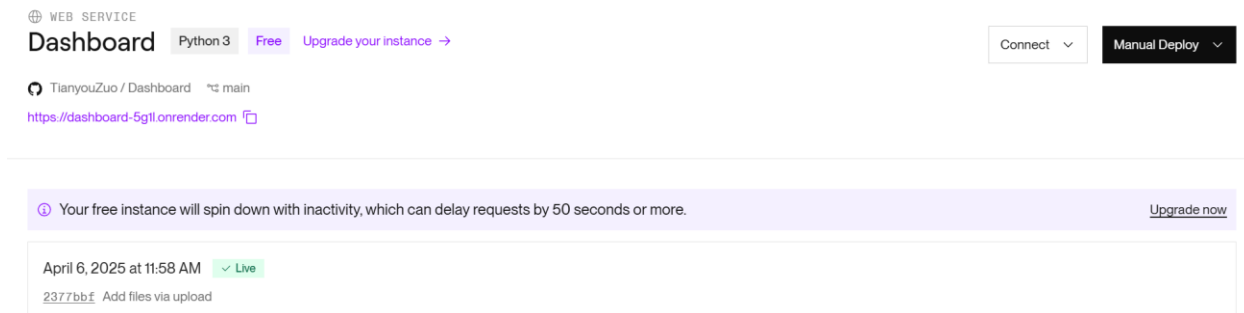 WEB SERVICE
Dashboard Python 3 Free Upgrade your instance →
Connect Manual Deploy
TianyouZuo / Dashboard main
https://dashboard-5g1l.onrender.com
Your free instance will spin down with inactivity, which can delay requests by 50 seconds or more. Upgrade now
April 6, 2025 at 11:58 AM ✓ Live
2377bbf Add files via upload